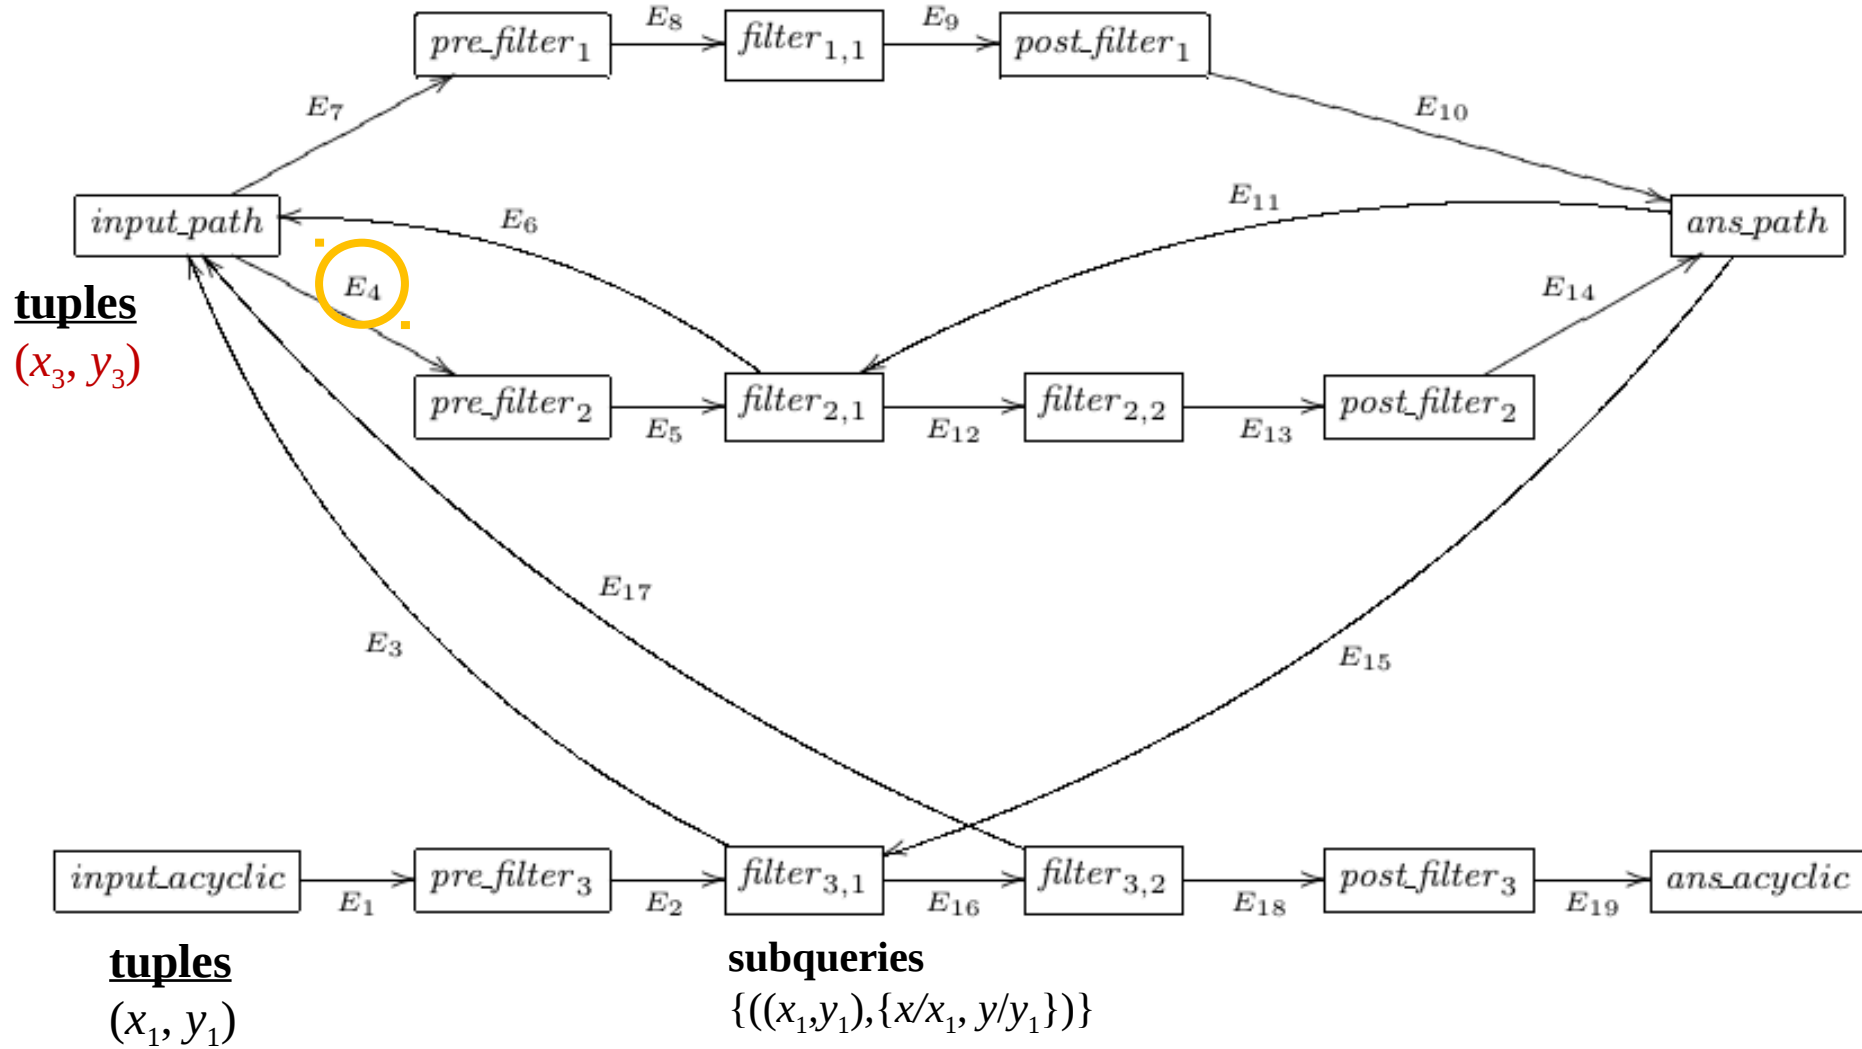 E₈
E₉
pre_filter₁
filter₁,₁
post_filter₁
E₇
E₁₀
E₁₁
input_path
E₆
ans_path
E₄
E₁₄
tuples
(x₃, y₃)
pre_filter₂
filter₂,₁
filter₂,₂
post_filter₂
E₅
E₁₂
E₁₃
E₁₇
E₃
E₁₅
input_acyclic
pre_filter₃
filter₃,₁
filter₃,₂
post_filter₃
ans_acyclic
E₁
E₂
E₁₆
E₁₈
E₁₉
tuples
(x₁, y₁)
subqueries
{((x₁,y₁),{x/x₁, y/y₁})}